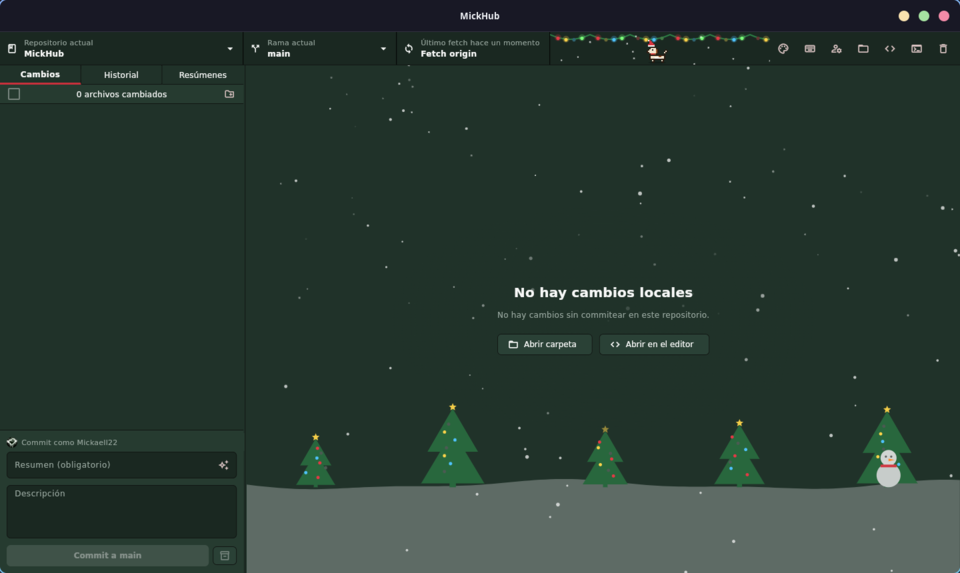 MickHub
Repositorio actual
MickHub
Rama actual
main
Último fetch hace un momento
Fetch origin
Cambios
Historial
Resúmenes
0 archivos cambiados
No hay cambios locales
No hay cambios sin commitear en este repositorio.
Abrir carpeta
Abrir en el editor
Commit como Mickaell22
Resumen (obligatorio)
Descripción
Commit a main